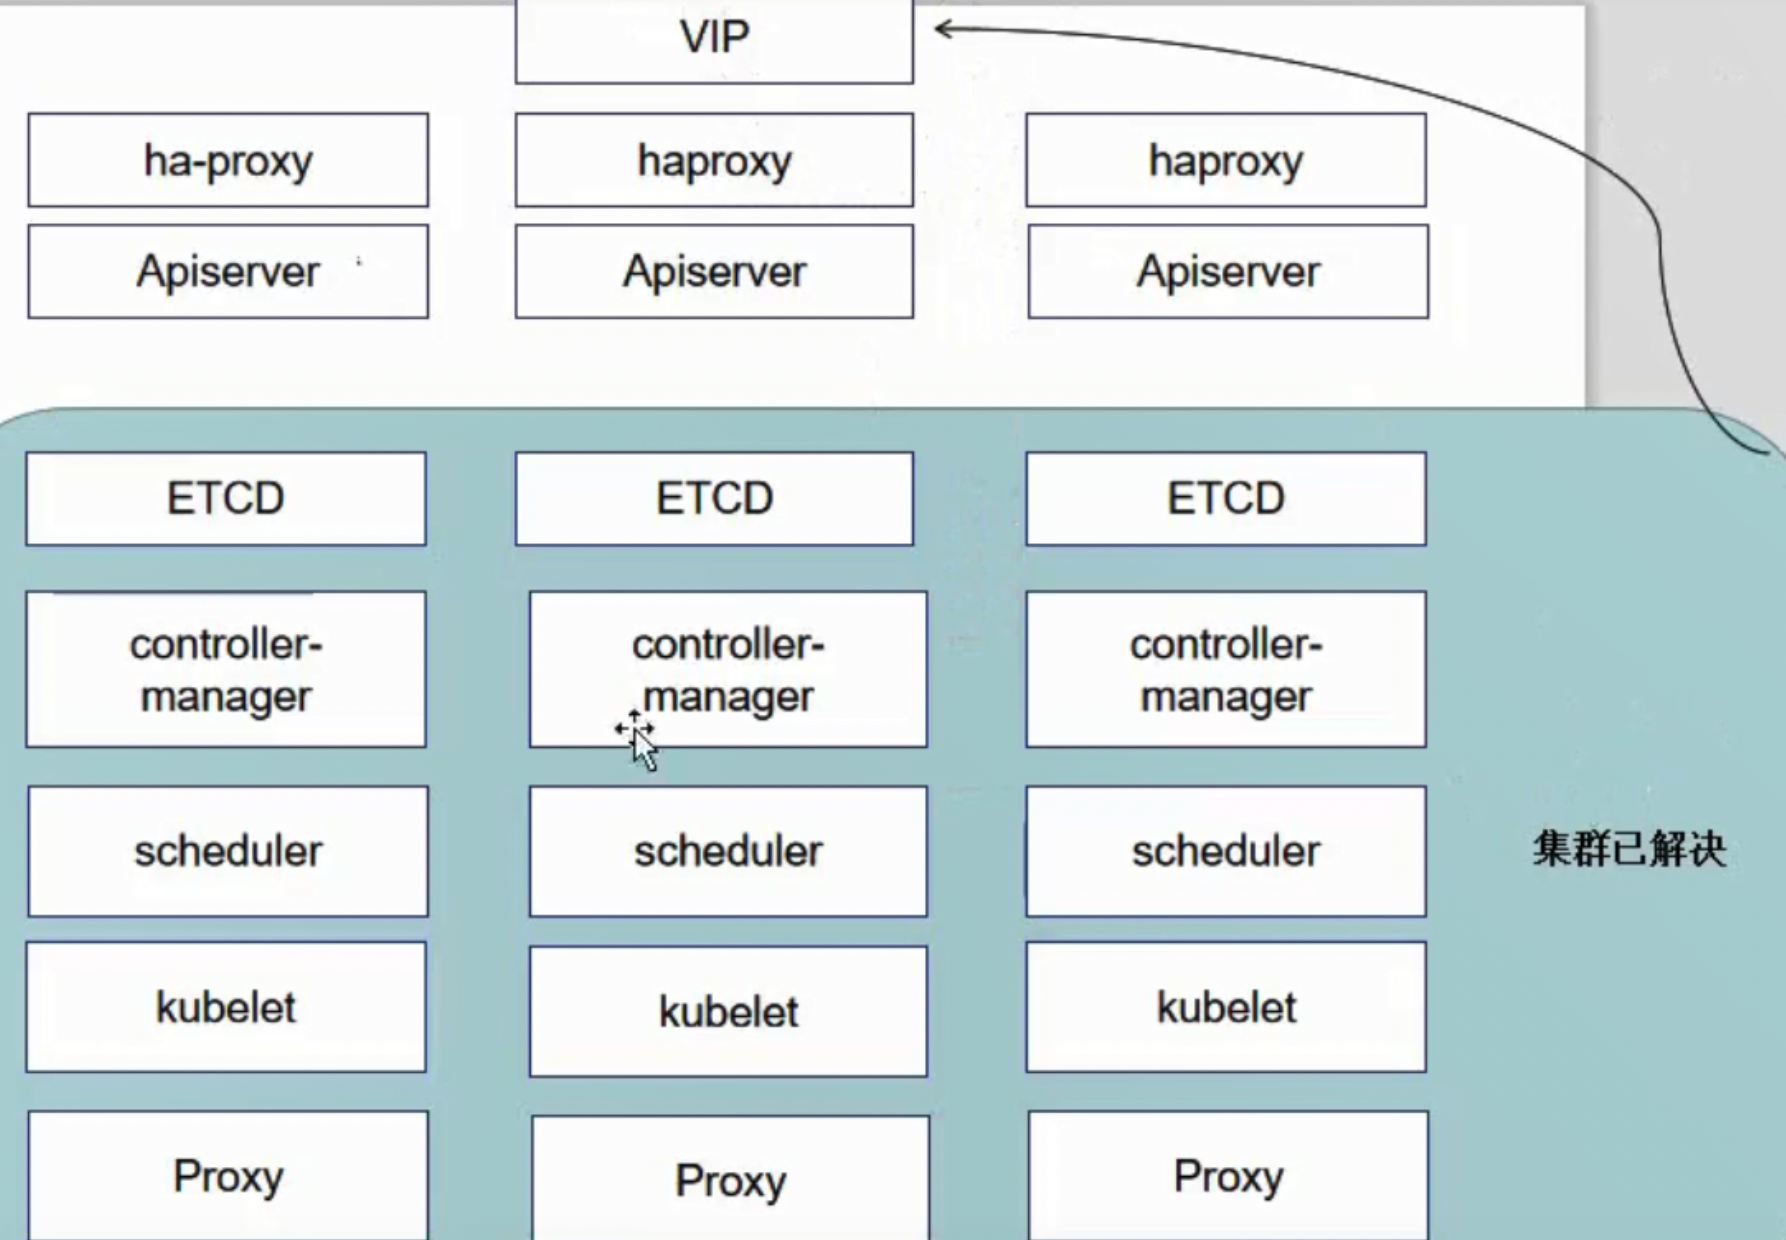 VIP
ha-proxy
haproxy
haproxy
Apiserver
Apiserver
Apiserver
ETCD
ETCD
ETCD
controller-
manager
controller-
manager
controller-
manager
scheduler
scheduler
scheduler
集群已解决
kubelet
kubelet
kubelet
Proxy
Proxy
Proxy